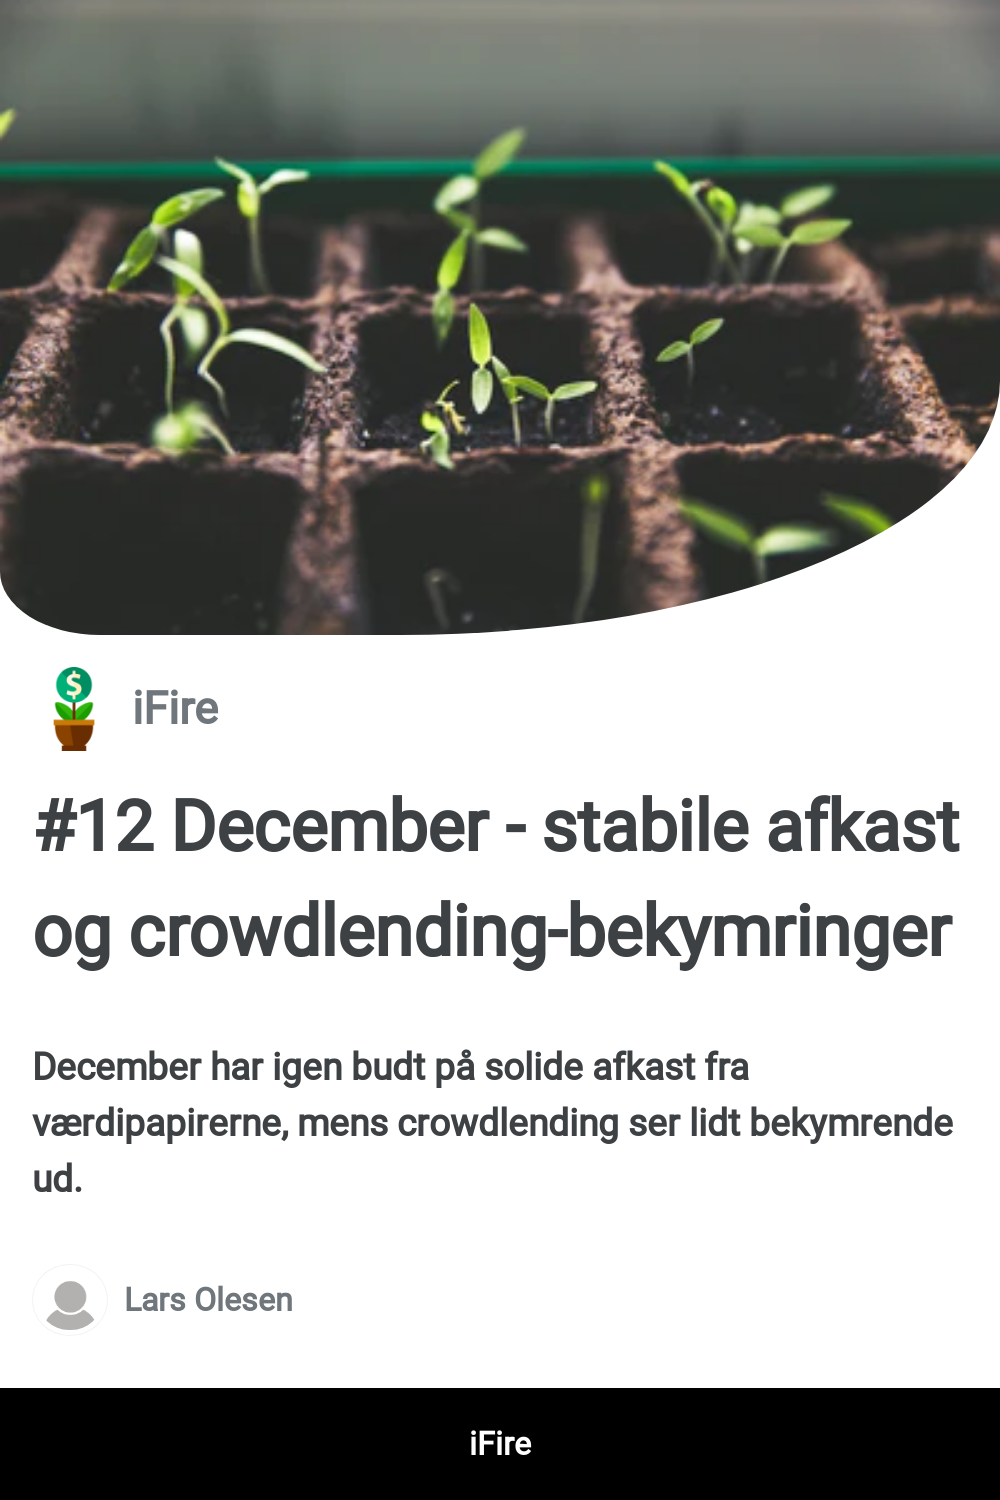 $
iFire
#12 December - stabile afkast
og crowdlending-bekymringer
December har igen budt på solide afkast fra
værdipapirerne, mens crowdlending ser lidt bekymrende
ud.
Lars Olesen
iFire